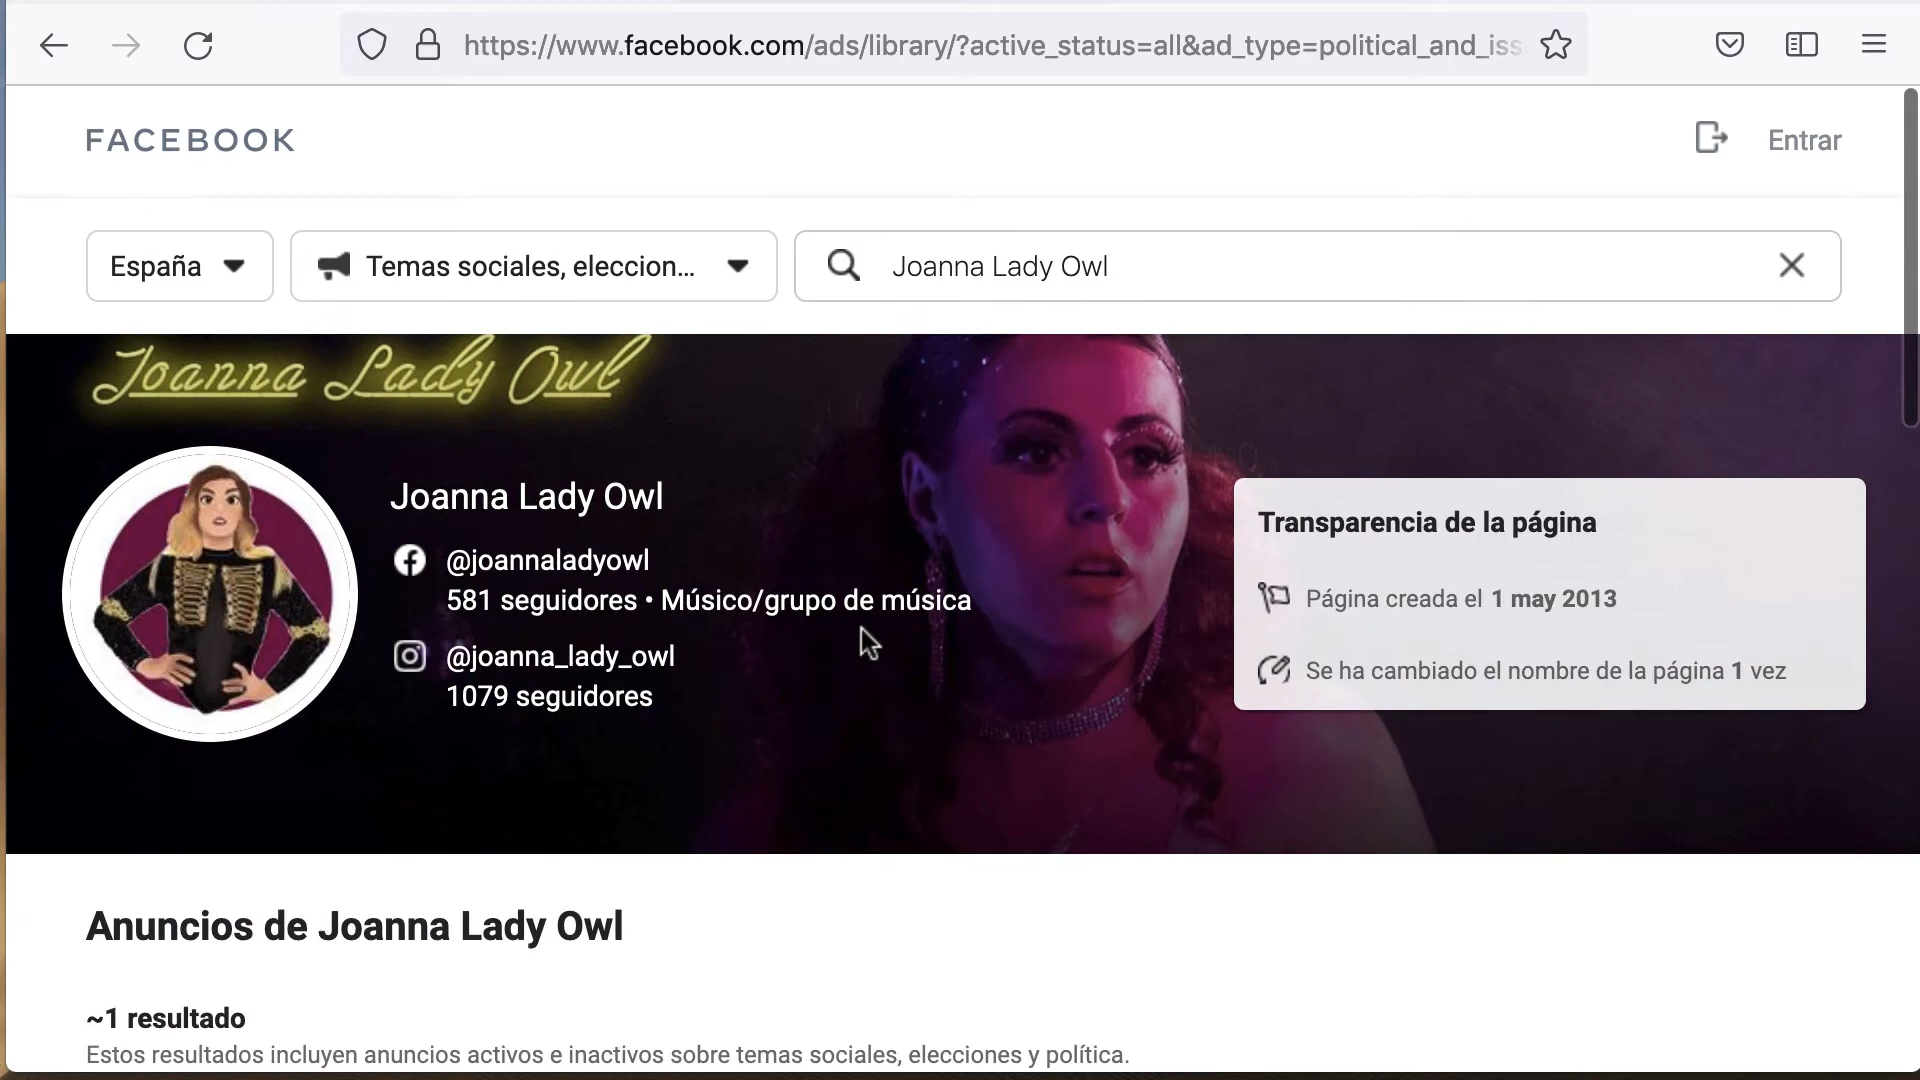 https://www.facebook.com/ads/library/?active_status=all&ad_type=political_and_iss
FACEBOOK
Entrar
España
Temas sociales, eleccion...
Joanna Lady Owl
Joanna Lady Owl
Joanna Lady Owl
@joannaladyowl
581 seguidores • Músico/grupo de música
@joanna_lady_owl
1079 seguidores
Transparencia de la página
Página creada el 1 may 2013
Se ha cambiado el nombre de la página 1 vez
Anuncios de Joanna Lady Owl
~1 resultado
Estos resultados incluyen anuncios activos e inactivos sobre temas sociales, elecciones y política.